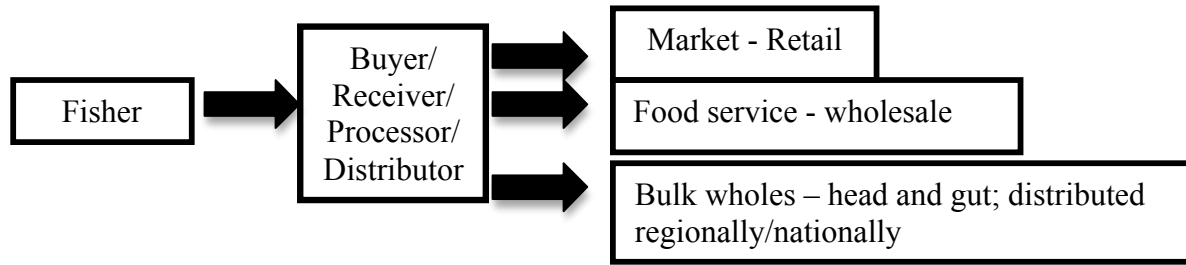 Fisher
Buyer/
Receiver/
Processor/
Distributor
Market - Retail
Food service - wholesale
Bulk wholes – head and gut; distributed
regionally/nationally